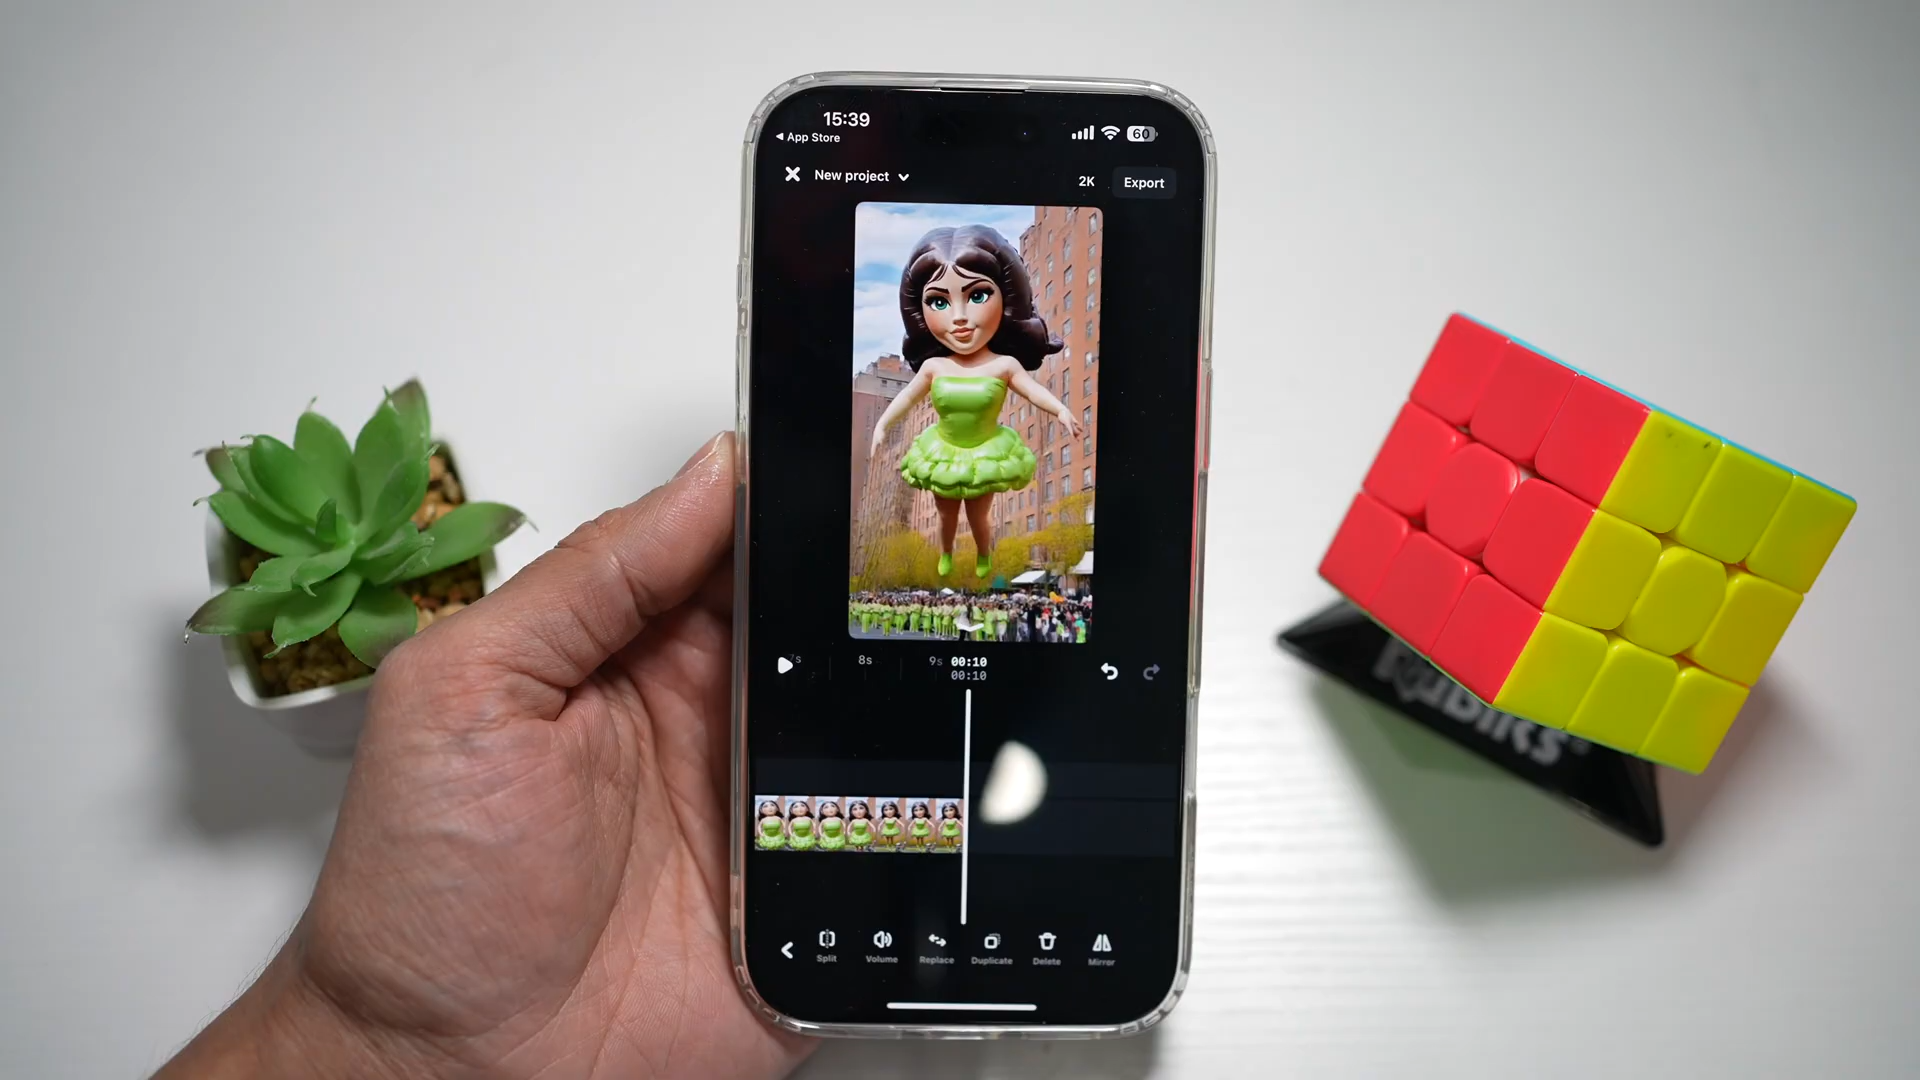 15:39
App Store
60
New project
2K
Export
8s
9s
00:10
00:10
Split
Volume
Replace
Duplicate
Delete
Mirror
Rubik's